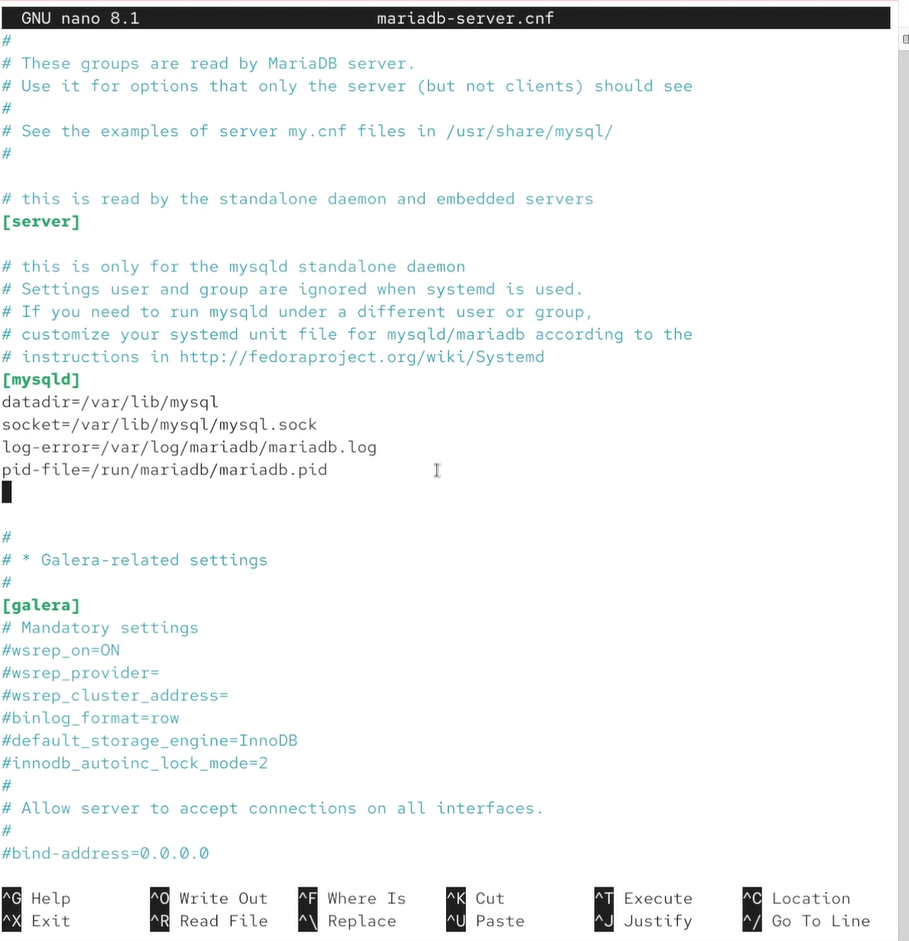 GNU nano 8.1 mariadb-server.cnf
#
# These groups are read by MariaDB server.
# Use it for options that only the server (but not clients) should see
#
# See the examples of server my.cnf files in /usr/share/mysql/
#
# this is read by the standalone daemon and embedded servers
[server]
# this is only for the mysqld standalone daemon
# Settings user and group are ignored when systemd is used.
# If you need to run mysqld under a different user or group,
# customize your systemd unit file for mysqld/mariadb according to the
# instructions in http://fedoraproject.org/wiki/Systemd
[mysqld]
datadir=/var/lib/mysql
socket=/var/lib/mysql/mysql.sock
log-error=/var/log/mariadb/mariadb.log
pid-file=/run/mariadb/mariadb.pid
#
# * Galera-related settings
#
[galera]
# Mandatory settings
#wsrep_on=ON
#wsrep_provider=
#wsrep_cluster_address=
#binlog_format=row
#default_storage_engine=InnoDB
#innodb_autoinc_lock_mode=2
#
# Allow server to accept connections on all interfaces.
#
#bind-address=0.0.0.0
^G Help ^O Write Out ^F Where Is ^K Cut ^T Execute ^C Location
^X Exit ^R Read File ^\ Replace ^U Paste ^J Justify ^/ Go To Line